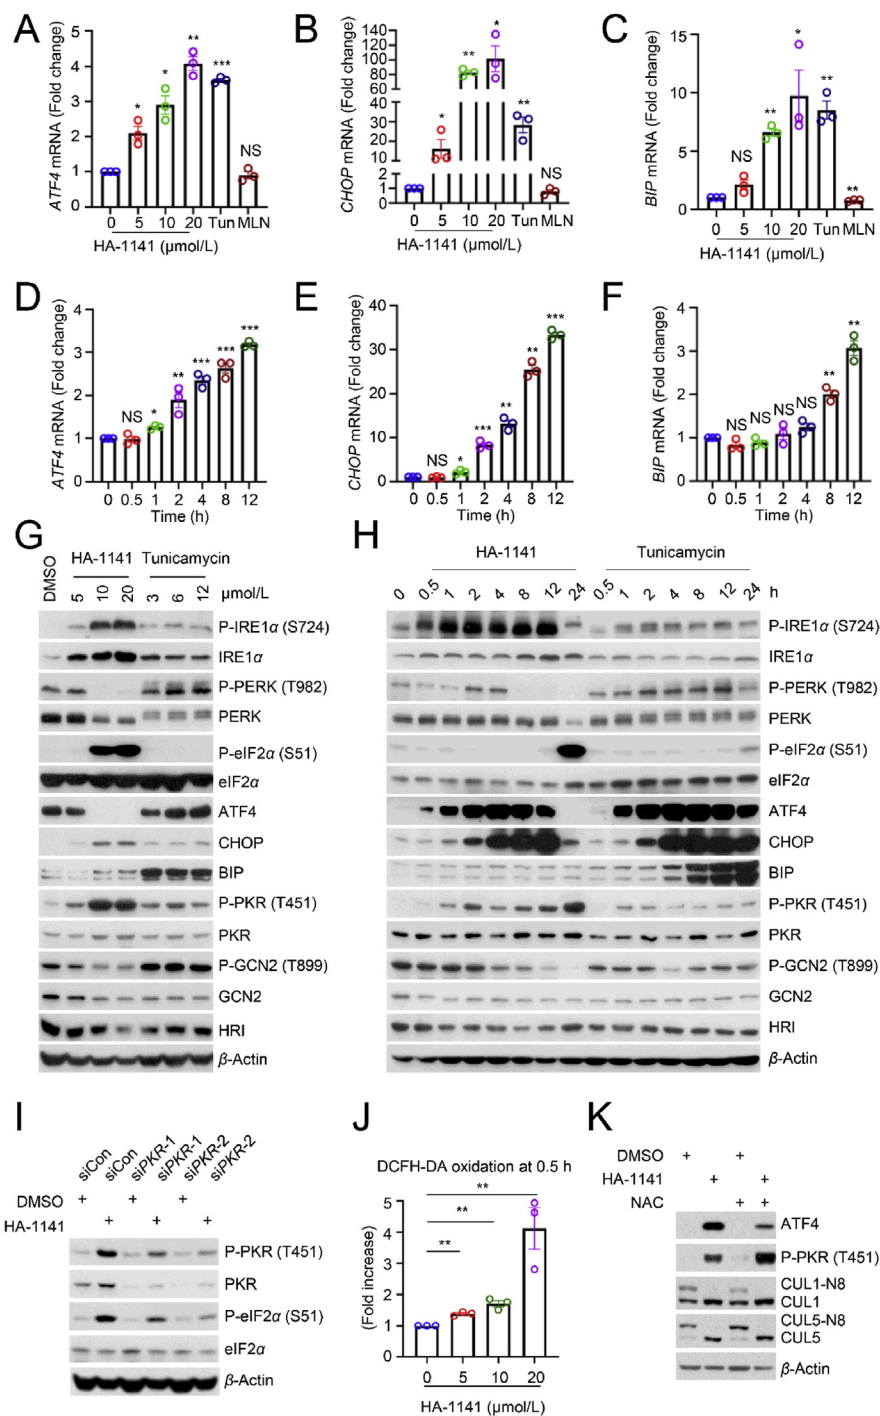 A
ATF4 mRNA (Fold change)
5
4
3
2
1
0
*
*
**
***
NS
0 5 10 20 Tun MLN
HA-1141 (μmol/L)
B
CHOP mRNA (Fold change)
140
120
100
80
60
40
30
20
10
2
1
0
*
**
*
**
NS
0 5 10 20 Tun MLN
HA-1141 (μmol/L)
C
BIP mRNA (Fold change)
15
10
5
0
NS
**
*
**
**
0 5 10 20 Tun MLN
HA-1141 (μmol/L)
D
ATF4 mRNA (Fold change)
4
3
2
1
0
NS
*
**
***
***
***
0 0.5 1 2 4 8 12
Time (h)
E
CHOP mRNA (Fold change)
40
30
20
10
0
NS
*
***
**
**
***
0 0.5 1 2 4 8 12
Time (h)
F
BIP mRNA (Fold change)
4
3
2
1
0
NS
NS
NS
NS
**
**
0 0.5 1 2 4 8 12
Time (h)
G
DMSO HA-1141 Tunicamycin
5 10 20 3 6 12 μmol/L
P-IRE1α (S724)
IRE1α
P-PERK (T982)
PERK
P-eIF2α (S51)
eIF2α
ATF4
CHOP
BIP
P-PKR (T451)
PKR
P-GCN2 (T899)
GCN2
HRI
β-Actin
H
HA-1141 Tunicamycin
0 0.5 1 2 4 8 12 24 0.5 1 2 4 8 12 24 h
P-IRE1α (S724)
IRE1α
P-PERK (T982)
PERK
P-eIF2α (S51)
eIF2α
ATF4
CHOP
BIP
P-PKR (T451)
PKR
P-GCN2 (T899)
GCN2
HRI
β-Actin
I
siCon siCon siPKR-1 siPKR-1 siPKR-2 siPKR-2
DMSO + + +
HA-1141 + + +
P-PKR (T451)
PKR
P-eIF2α (S51)
eIF2α
β-Actin
J
DCFH-DA oxidation at 0.5 h
(Fold increase)
5
4
3
2
1
0
**
**
**
0 5 10 20
HA-1141 (μmol/L)
K
DMSO + +
HA-1141 + +
NAC + +
ATF4
P-PKR (T451)
CUL1-N8
CUL1
CUL5-N8
CUL5
β-Actin